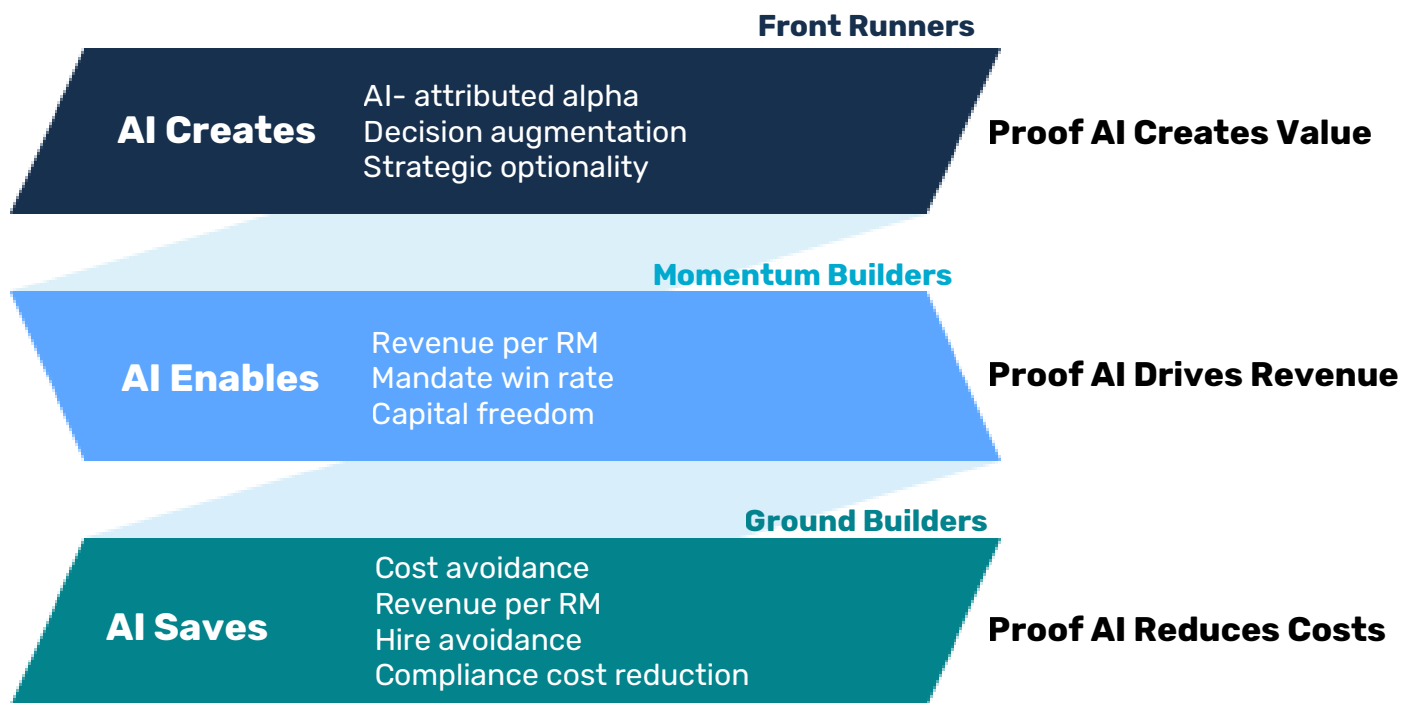 Front Runners
AI Creates
AI- attributed alpha
Decision augmentation
Strategic optionality
Proof AI Creates Value
Momentum Builders
AI Enables
Revenue per RM
Mandate win rate
Capital freedom
Proof AI Drives Revenue
Ground Builders
AI Saves
Cost avoidance
Revenue per RM
Hire avoidance
Compliance cost reduction
Proof AI Reduces Costs